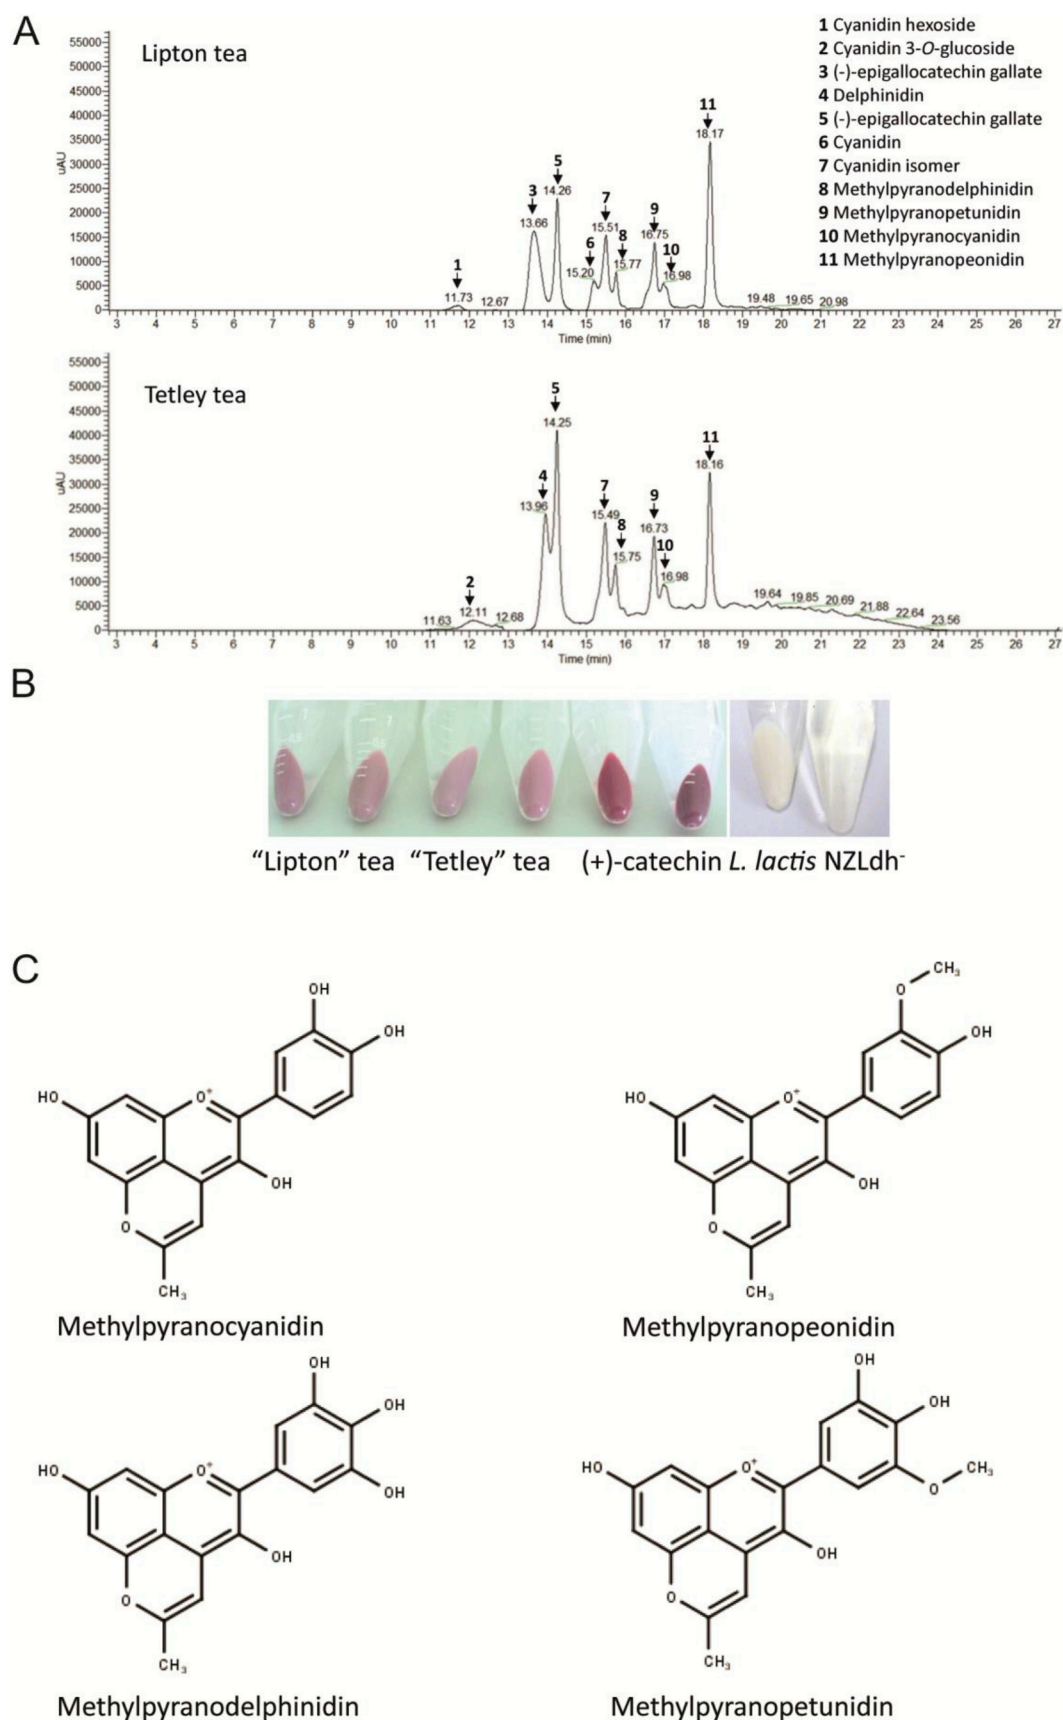 A
Lipton tea
1 Cyanidin hexoside
2 Cyanidin 3-O-glucoside
3 (-)-epigallocatechin gallate
4 Delphinidin
5 (-)-epigallocatechin gallate
6 Cyanidin
7 Cyanidin isomer
8 Methylpyranodelphinidin
9 Methylpyranopetunidin
10 Methylpyranocyanidin
11 Methylpyranopeonidin
55000
50000
45000
40000
35000
30000
25000
20000
15000
10000
5000
0
uAU
1
11.73
12.67
3
13.66
5
14.26
6
15.20
7
15.51
8
15.77
9
16.75
10
16.98
11
18.17
19.48
19.65
20.98
3 4 5 6 7 8 9 10 11 12 13 14 15 16 17 18 19 20 21 22 23 24 25 26 27
Time (min)
Tetley tea
55000
50000
45000
40000
35000
30000
25000
20000
15000
10000
5000
0
uAU
11.63
2
12.11
12.68
4
13.96
5
14.25
7
15.49
8
15.75
9
16.73
10
16.98
11
18.16
19.64
19.85
20.69
21.88
22.64
23.56
3 4 5 6 7 8 9 10 11 12 13 14 15 16 17 18 19 20 21 22 23 24 25 26 27
Time (min)
B
"Lipton" tea "Tetley" tea (+)-catechin L. lactis NZLdh-
C
OH
OH
HO
O+
OH
O
CH3
Methylpyranocyanidin
CH3
O
OH
HO
O+
OH
O
CH3
Methylpyranopeonidin
OH
OH
HO
O+
OH
OH
O
CH3
Methylpyranodelphinidin
OH
OH
HO
O+
CH3
O
OH
O
CH3
Methylpyranopetunidin